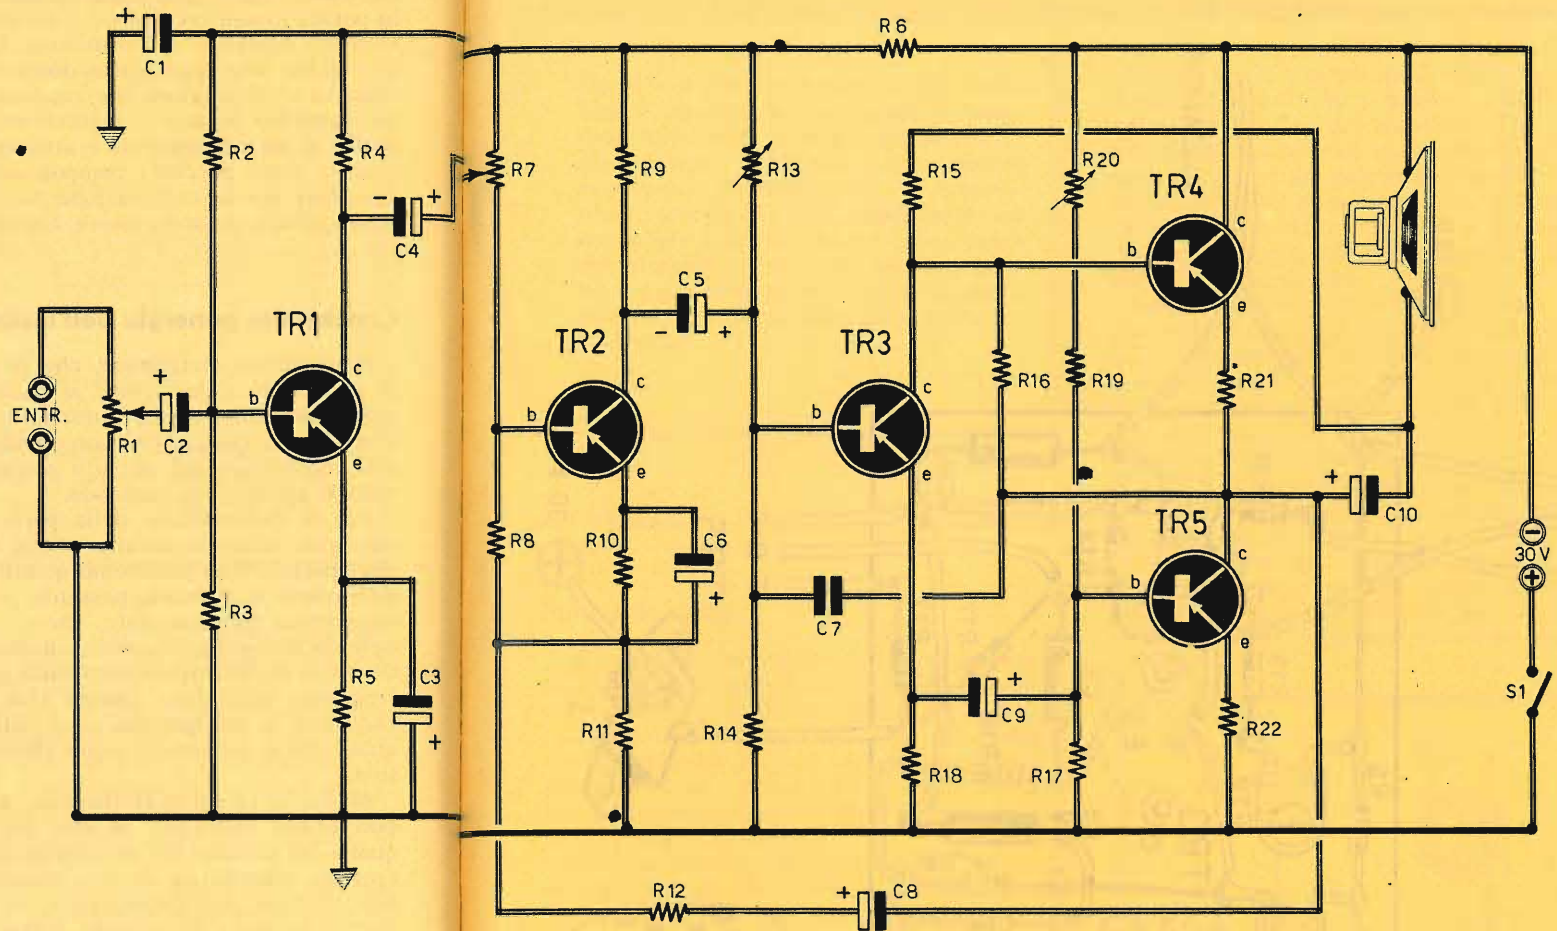 +
C1
R2
R4
- +
C4
R7
R9
R13
R6
R15
R20
TR4
b
c
e
ENTR.
R1
+
C2
TR1
b
c
e
R3
R5
C3
+
C5
- +
TR2
b
c
e
R8
R10
C6
+
R11
TR3
b
c
e
R16
R19
R21
+
C10
TR5
b
c
e
R14
C7
+
C9
R18
R17
R22
-
30 V
+
S1
R12
+
C8